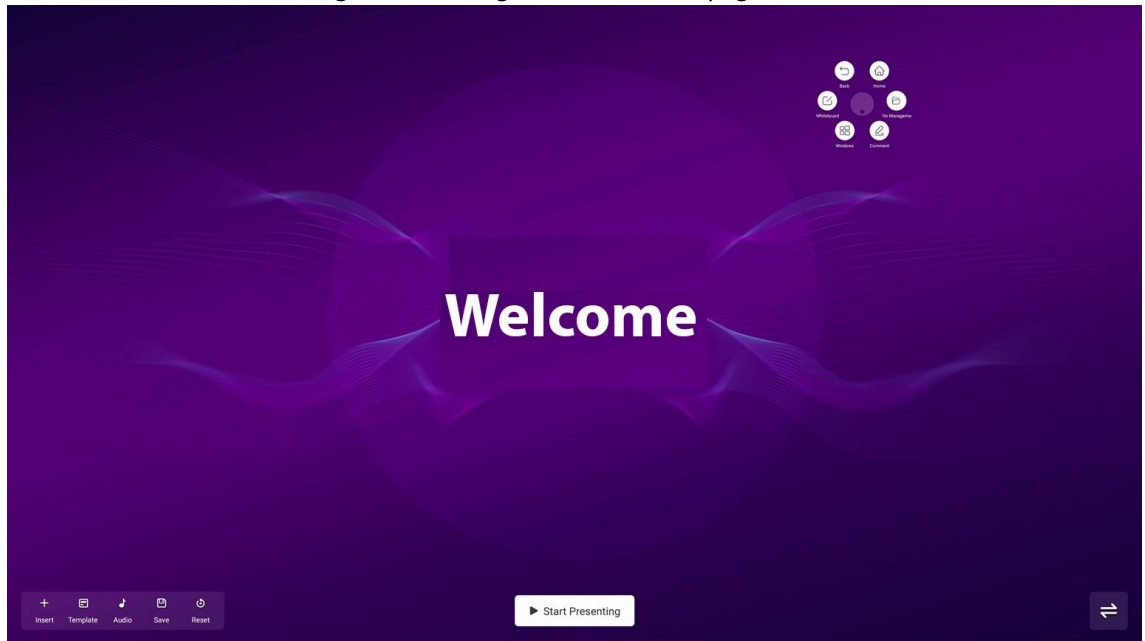 Back Home
Whiteboard
Windows Comment
Welcome
Insert Template Audio Save Reset
Start Presenting